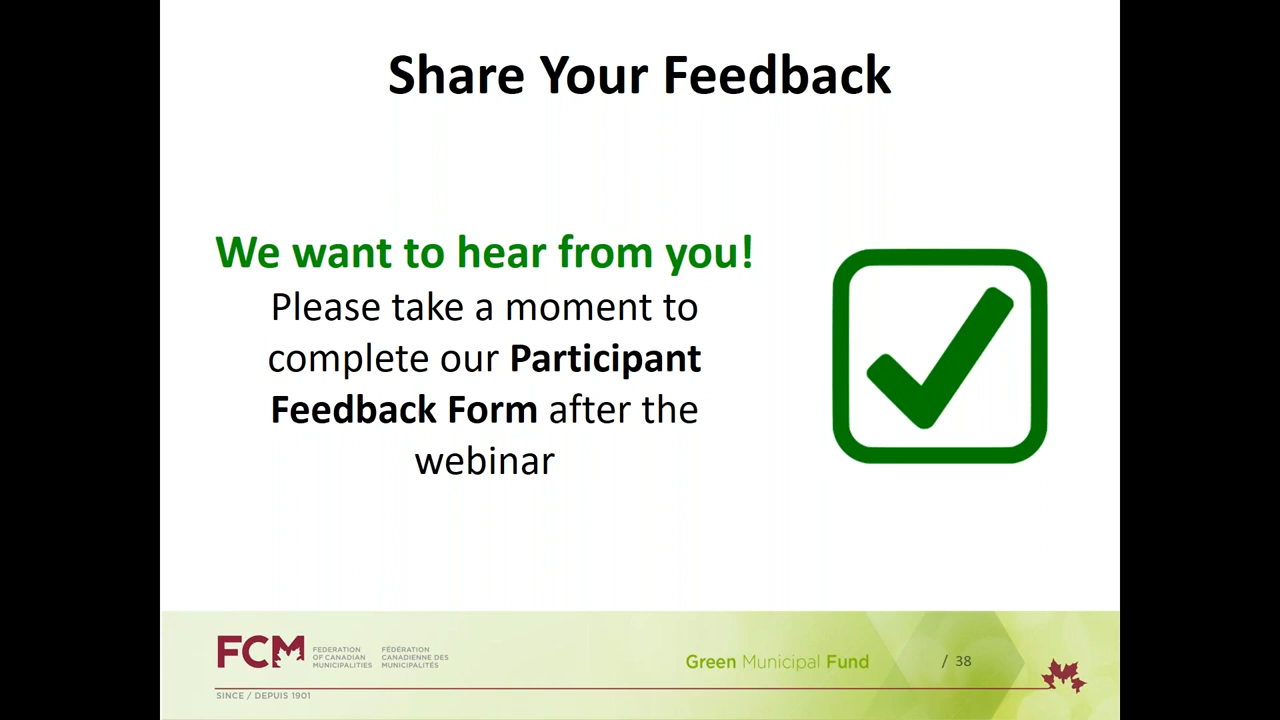 Share Your Feedback
We want to hear from you!
Please take a moment to
complete our Participant
Feedback Form after the
webinar
FCM
FEDERATION
OF CANADIAN
MUNICIPALITIES
FÉDÉRATION
CANADIENNE DES
MUNICIPALITÉS
Green Municipal Fund
/ 38
SINCE / DEPUIS 1901